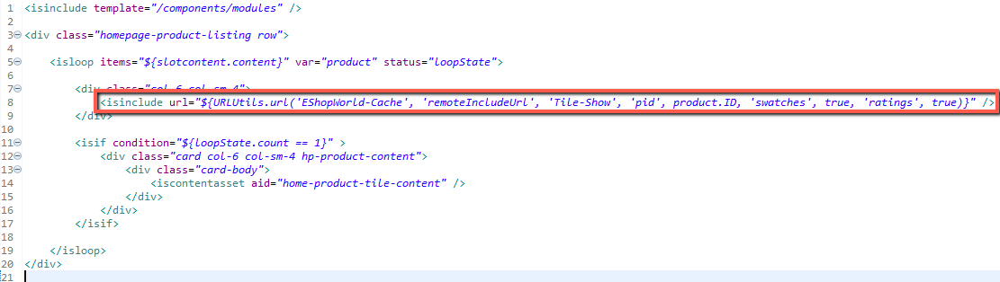 1 <isinclude template="/components/modules" />
2
3 <div class="homepage-product-listing row">
4
5 <isloop items="${slotcontent.content}" var="product" status="loopState">
6
7 <div class="col-6 col-sm-4">
8 <isinclude url="${URLUtils.url('EShopWorld-Cache', 'remoteIncludeUrl', 'Tile-Show', 'pid', product.ID, 'swatches', true, 'ratings', true)}" />
9 </div>
10
11 <isif condition="${loopState.count == 1}" >
12 <div class="card col-6 col-sm-4 hp-product-content">
13 <div class="card-body">
14 <iscontentasset aid="home-product-tile-content" />
15 </div>
16 </div>
17 </isif>
18
19 </isloop>
20 </div>
21